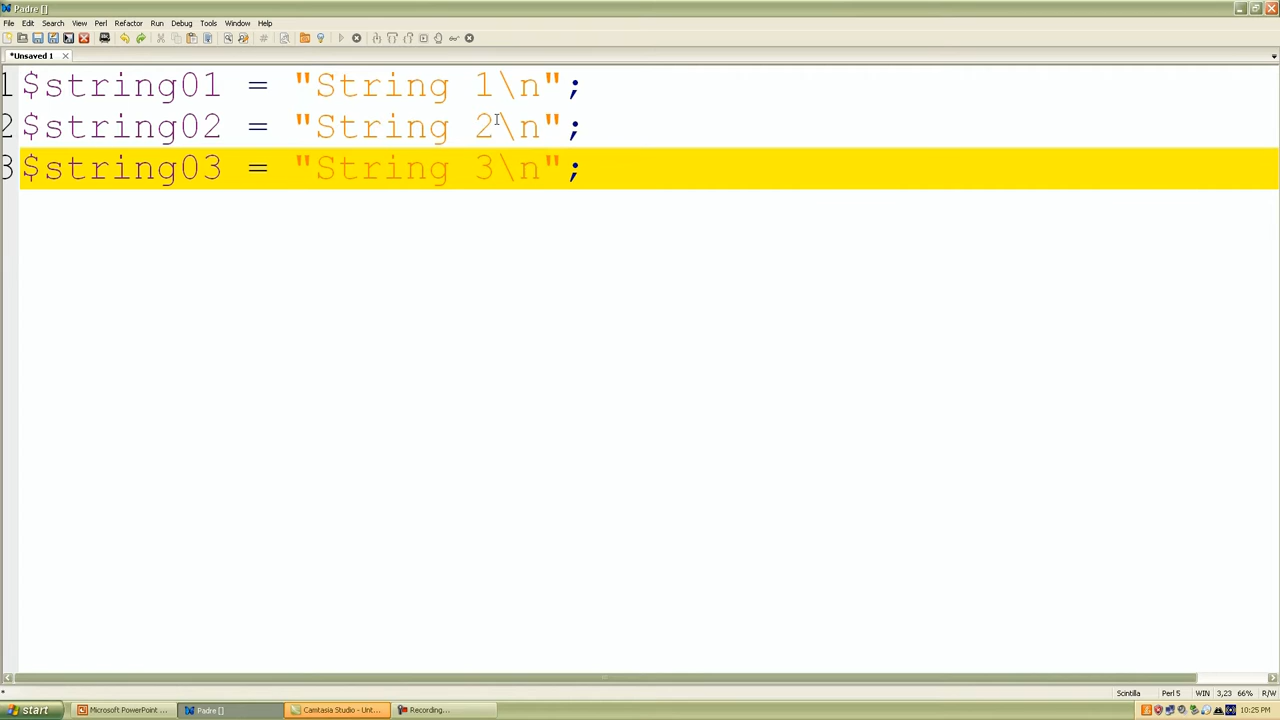 Padre []
File Edit Search View Perl Refactor Run Debug Tools Window Help
*Unsaved 1
1 $string01 = "String 1\n";
2 $string02 = "String 2\n";
3 $string03 = "String 3\n";
* Scintilla Perl 5 WIN 3,23 66% R/W
start Microsoft PowerPoint ... Padre [] Camtasia Studio - Unt... Recording... 10:25 PM